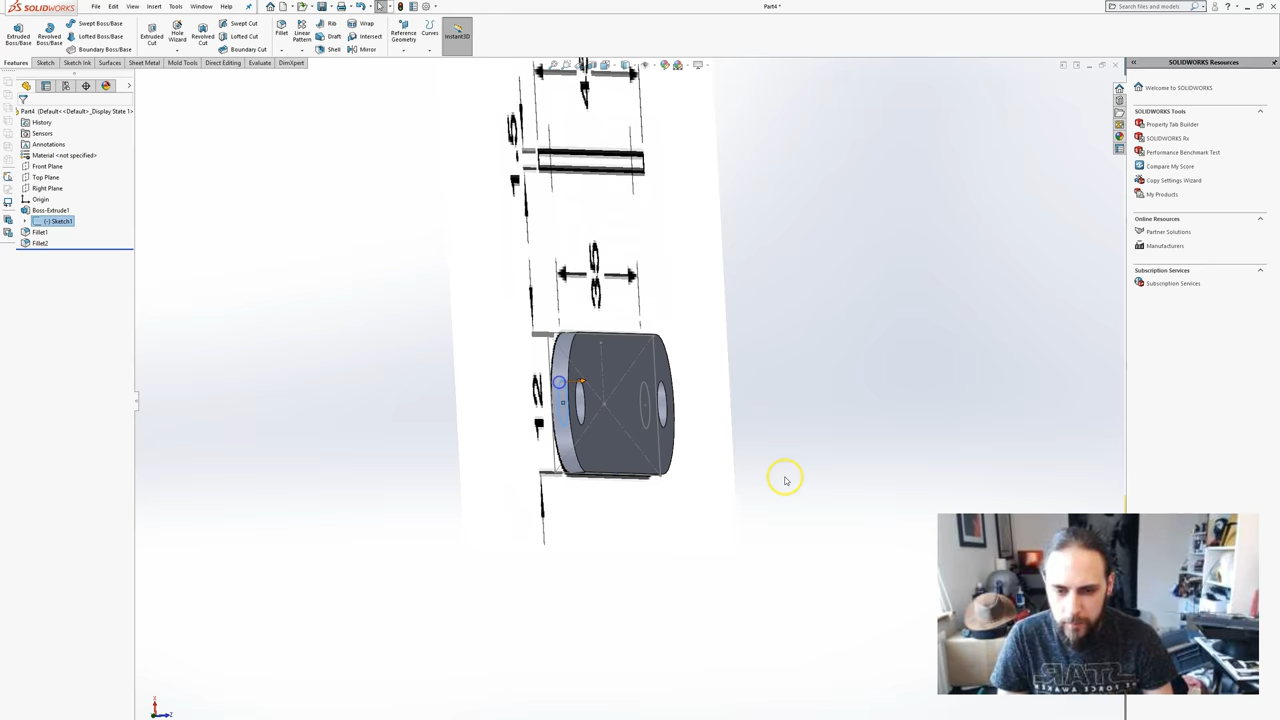 SOLIDWORKS
File Edit View Insert Tools Window Help
Part4 *
Search files and models
Extruded Boss/Base
Revolved Boss/Base
Swept Boss/Base
Lofted Boss/Base
Boundary Boss/Base
Extruded Cut
Hole Wizard
Revolved Cut
Swept Cut
Lofted Cut
Boundary Cut
Fillet
Linear Pattern
Rib
Draft
Shell
Wrap
Intersect
Mirror
Reference Geometry
Curves
Instant3D
Features Sketch Sketch Ink Surfaces Sheet Metal Mold Tools Direct Editing Evaluate DimXpert
Part4 (Default<<Default>_Display State 1>
History
Sensors
Annotations
Material <not specified>
Front Plane
Top Plane
Right Plane
Origin
Boss-Extrude1
(-) Sketch1
Fillet1
Fillet2
SOLIDWORKS Resources
Welcome to SOLIDWORKS
SOLIDWORKS Tools
Property Tab Builder
SOLIDWORKS Rx
Performance Benchmark Test
Compare My Score
Copy Settings Wizard
My Products
Online Resources
Partner Solutions
Manufacturers
Subscription Services
Subscription Services